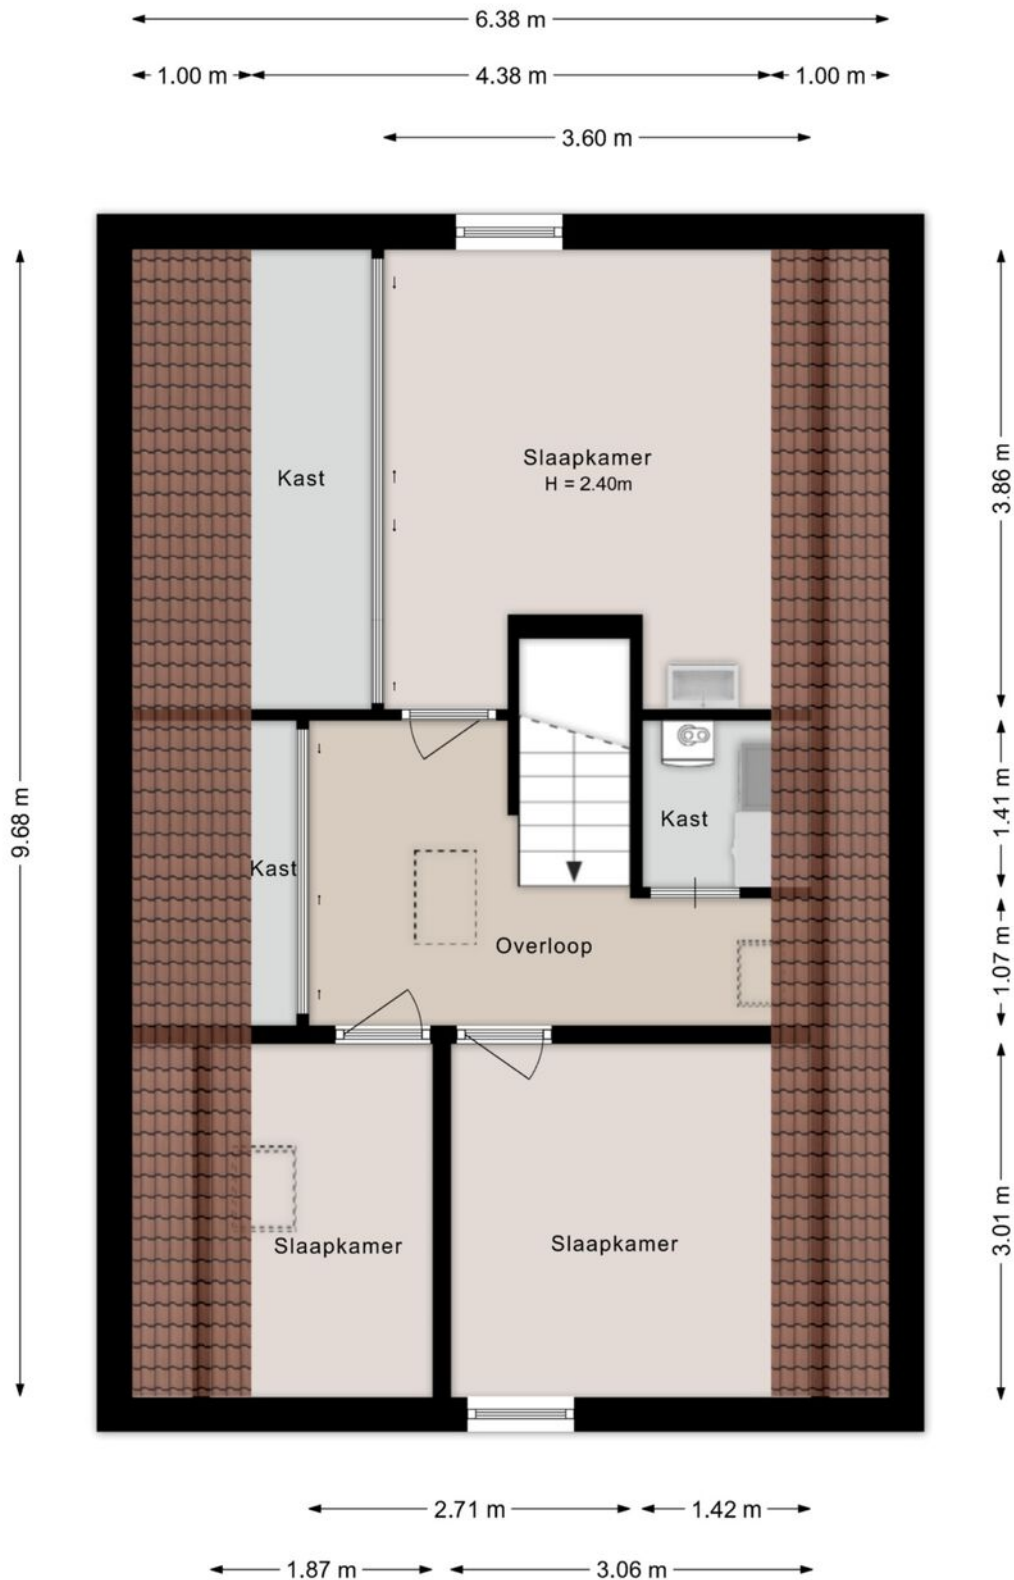 6.38 m
1.00 m
4.38 m
1.00 m
3.60 m
Kast
Slaapkamer
H = 2.40m
3.86 m
9.68 m
Kast
1.41 m
Kast
Overloop
1.07 m
Slaapkamer
Slaapkamer
3.01 m
2.71 m
1.42 m
1.87 m
3.06 m